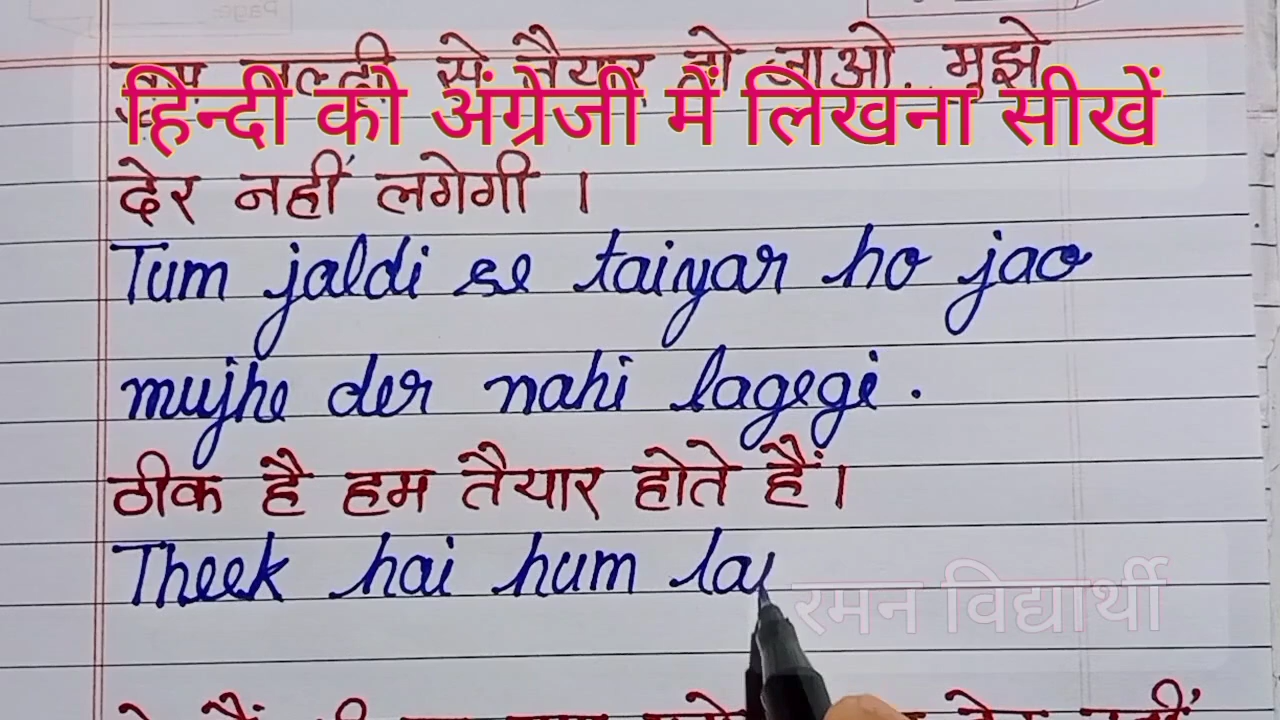 तुम जल्दी से तैयार हो जाओ, मुझे
हिन्दी को अंग्रेजी में लिखना सीखें
देर नहीं लगेगी ।
Tum jaldi se taiyar ho jao
mujhe der nahi lagegi .
ठीक है हम तैयार होते हैं।
Theek hai hum tai
रमन विद्यार्थी